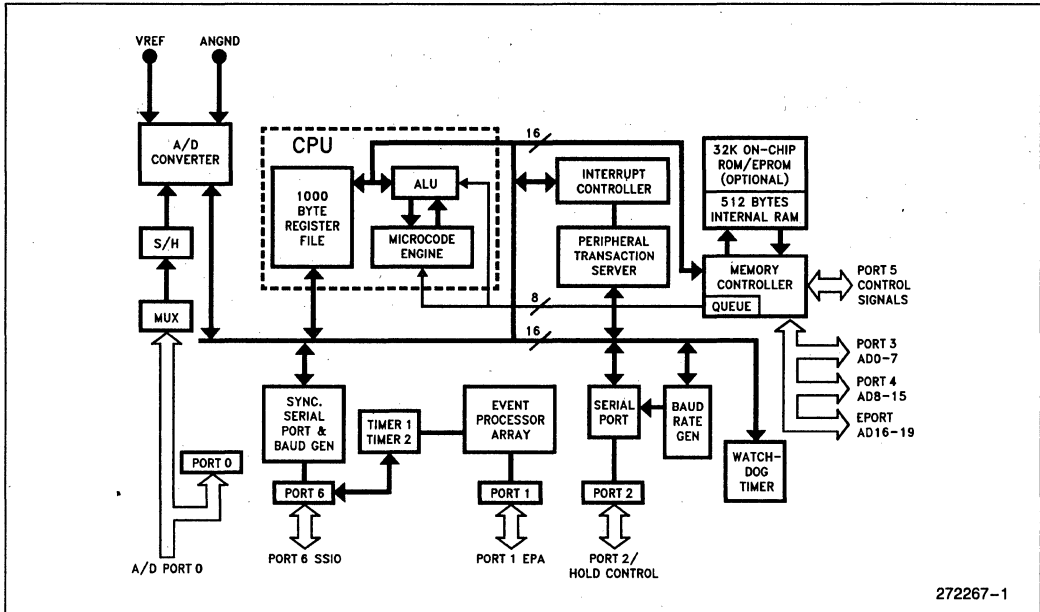 VREF
ANGND
A/D
CONVERTER
S/H
MUX
A/D PORT 0
PORT 0
CPU
1000
BYTE
REGISTER
FILE
ALU
MICROCODE
ENGINE
16
INTERRUPT
CONTROLLER
PERIPHERAL
TRANSACTION
SERVER
32K ON-CHIP
ROM/EPROM
(OPTIONAL)
512 BYTES
INTERNAL RAM
MEMORY
CONTROLLER
QUEUE
8
16
PORT 5
CONTROL
SIGNALS
PORT 3
AD0-7
PORT 4
AD8-15
EPORT
AD16-19
SYNC.
SERIAL
PORT &
BAUD GEN
TIMER 1
TIMER 2
EVENT
PROCESSOR
ARRAY
SERIAL
PORT
BAUD
RATE
GEN
WATCH-
DOG
TIMER
PORT 6
PORT 1
PORT 2
PORT 6 SSIO
PORT 1 EPA
PORT 2/
HOLD CONTROL
272267-1